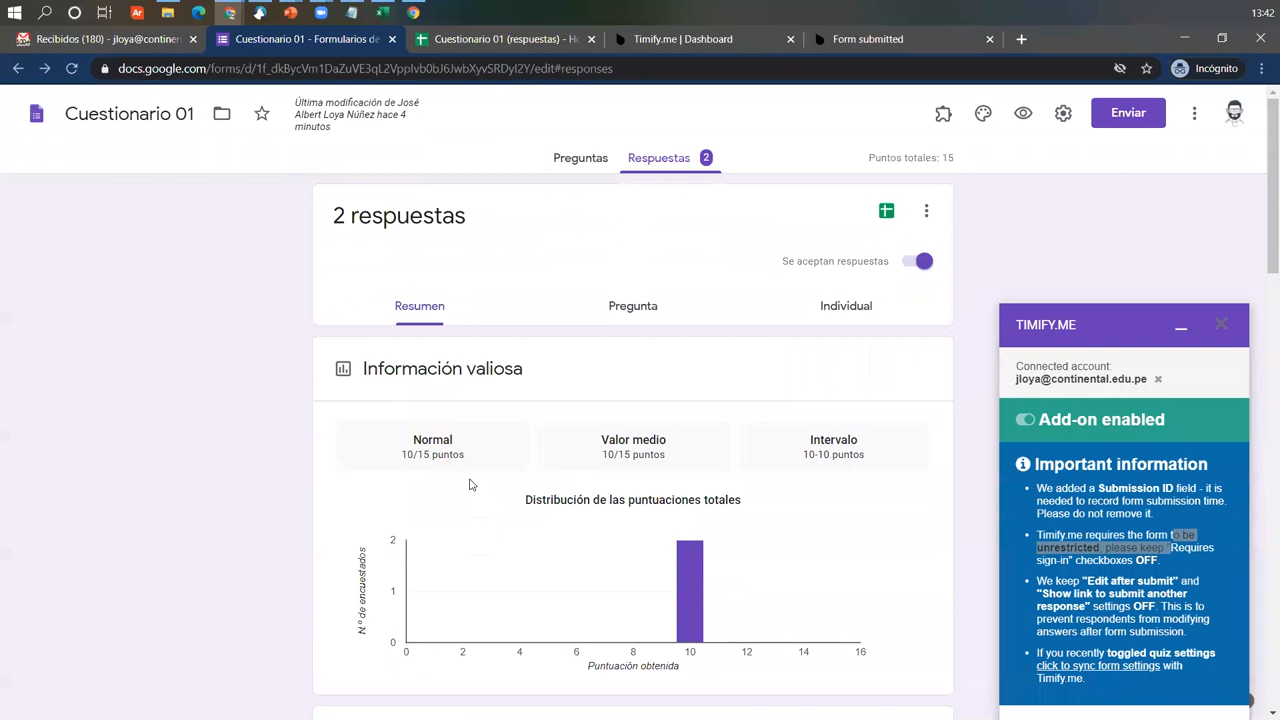 13:42
Recibidos (180) - jloya@continen
Cuestionario 01 - Formularios de
Cuestionario 01 (respuestas) - Ho
Timify.me | Dashboard
Form submitted
docs.google.com/forms/d/1f_dkBycVm1DaZuVE3qL2VppIvb0bJ6JwbXyvSRDyI2Y/edit#responses
Incógnito
Cuestionario 01
Última modificación de José
Albert Loya Núñez hace 4
minutos
Enviar
Preguntas
Respuestas
2
Puntos totales: 15
2 respuestas
Se aceptan respuestas
Resumen
Pregunta
Individual
Información valiosa
Normal
10/15 puntos
Valor medio
10/15 puntos
Intervalo
10-10 puntos
Distribución de las puntuaciones totales
N.º de encuestados
2
1
0
0 2 4 6 8 10 12 14 16
Puntuación obtenida
TIMIFY.ME
Connected account:
jloya@continental.edu.pe
Add-on enabled
Important information
We added a Submission ID field - it is
needed to record form submission time.
Please do not remove it.
Timify.me requires the form to be
unrestricted, please keep "Requires
sign-in" checkboxes OFF.
We keep "Edit after submit" and
"Show link to submit another
response" settings OFF. This is to
prevent respondents from modifying
answers after form submission.
If you recently toggled quiz settings
click to sync form settings with
Timify.me.